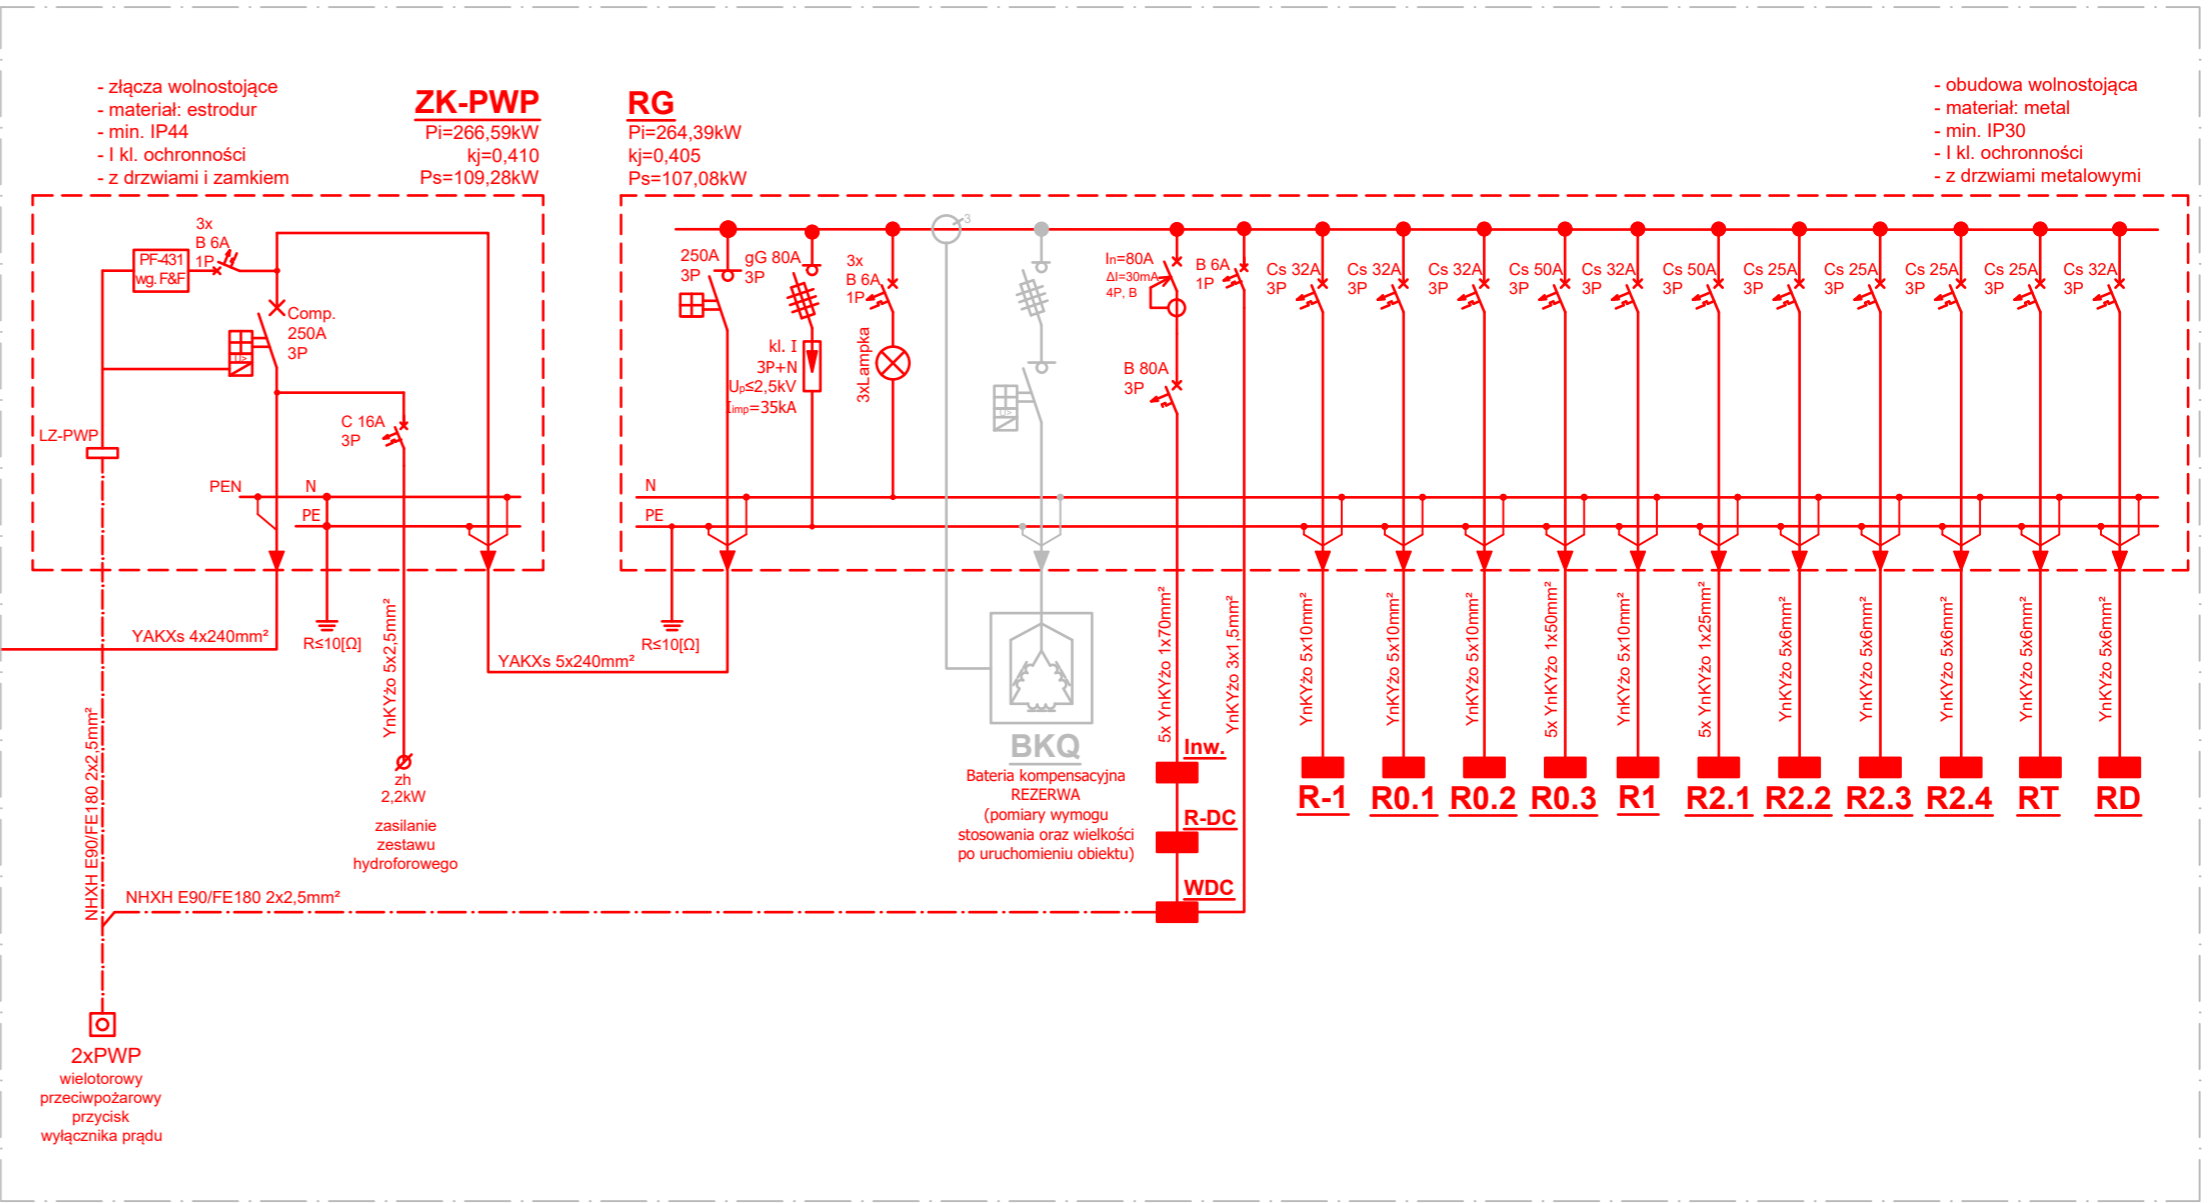 - złącza wolnostojące
- materiał: estrodur
- min. IP44
- I kl. ochronności
- z drzwiami i zamkiem
ZK-PWP
Pi=266,59kW
kj=0,410
Ps=109,28kW
RG
Pi=264,39kW
kj=0,405
Ps=107,08kW
- obudowa wolnostojąca
- materiał: metal
- min. IP30
- I kl. ochronności
- z drzwiami metalowymi
3x
B 6A
1P
PF-431
wg. F&F
Comp.
250A
3P
U>
C 16A
3P
LZ-PWP
PEN
N
PE
R≤10[Ω]
YAKXs 4x240mm²
YnKYżo 5x2,5mm²
YAKXs 5x240mm²
NHXH E90/FE180 2x2,5mm²
zh
2,2kW
zasilanie
zestawu
hydroforowego
NHXH E90/FE180 2x2,5mm²
2xPWP
wielotorowy
przeciwpożarowy
przycisk
wyłącznika prądu
250A
3P
gG 80A
3P
kl. I
3P+N
Up≤2,5kV
Iimp=35kA
3x
B 6A
1P
3xLampka
3
U>
In=80A
ΔI=30mA
4P, B
B 80A
3P
B 6A
1P
Cs 32A
3P
Cs 32A
3P
Cs 32A
3P
Cs 50A
3P
Cs 32A
3P
Cs 50A
3P
Cs 25A
3P
Cs 25A
3P
Cs 25A
3P
Cs 25A
3P
Cs 32A
3P
N
PE
R≤10[Ω]
BKQ
Bateria kompensacyjna
REZERWA
(pomiary wymogu
stosowania oraz wielkości
po uruchomieniu obiektu)
5x YnKYżo 1x70mm²
YnKYżo 3x1,5mm²
YnKYżo 5x10mm²
YnKYżo 5x10mm²
YnKYżo 5x10mm²
5x YnKYżo 1x50mm²
YnKYżo 5x10mm²
5x YnKYżo 1x25mm²
YnKYżo 5x6mm²
YnKYżo 5x6mm²
YnKYżo 5x6mm²
YnKYżo 5x6mm²
YnKYżo 5x6mm²
Inw.
R-DC
WDC
R-1
R0.1
R0.2
R0.3
R1
R2.1
R2.2
R2.3
R2.4
RT
RD